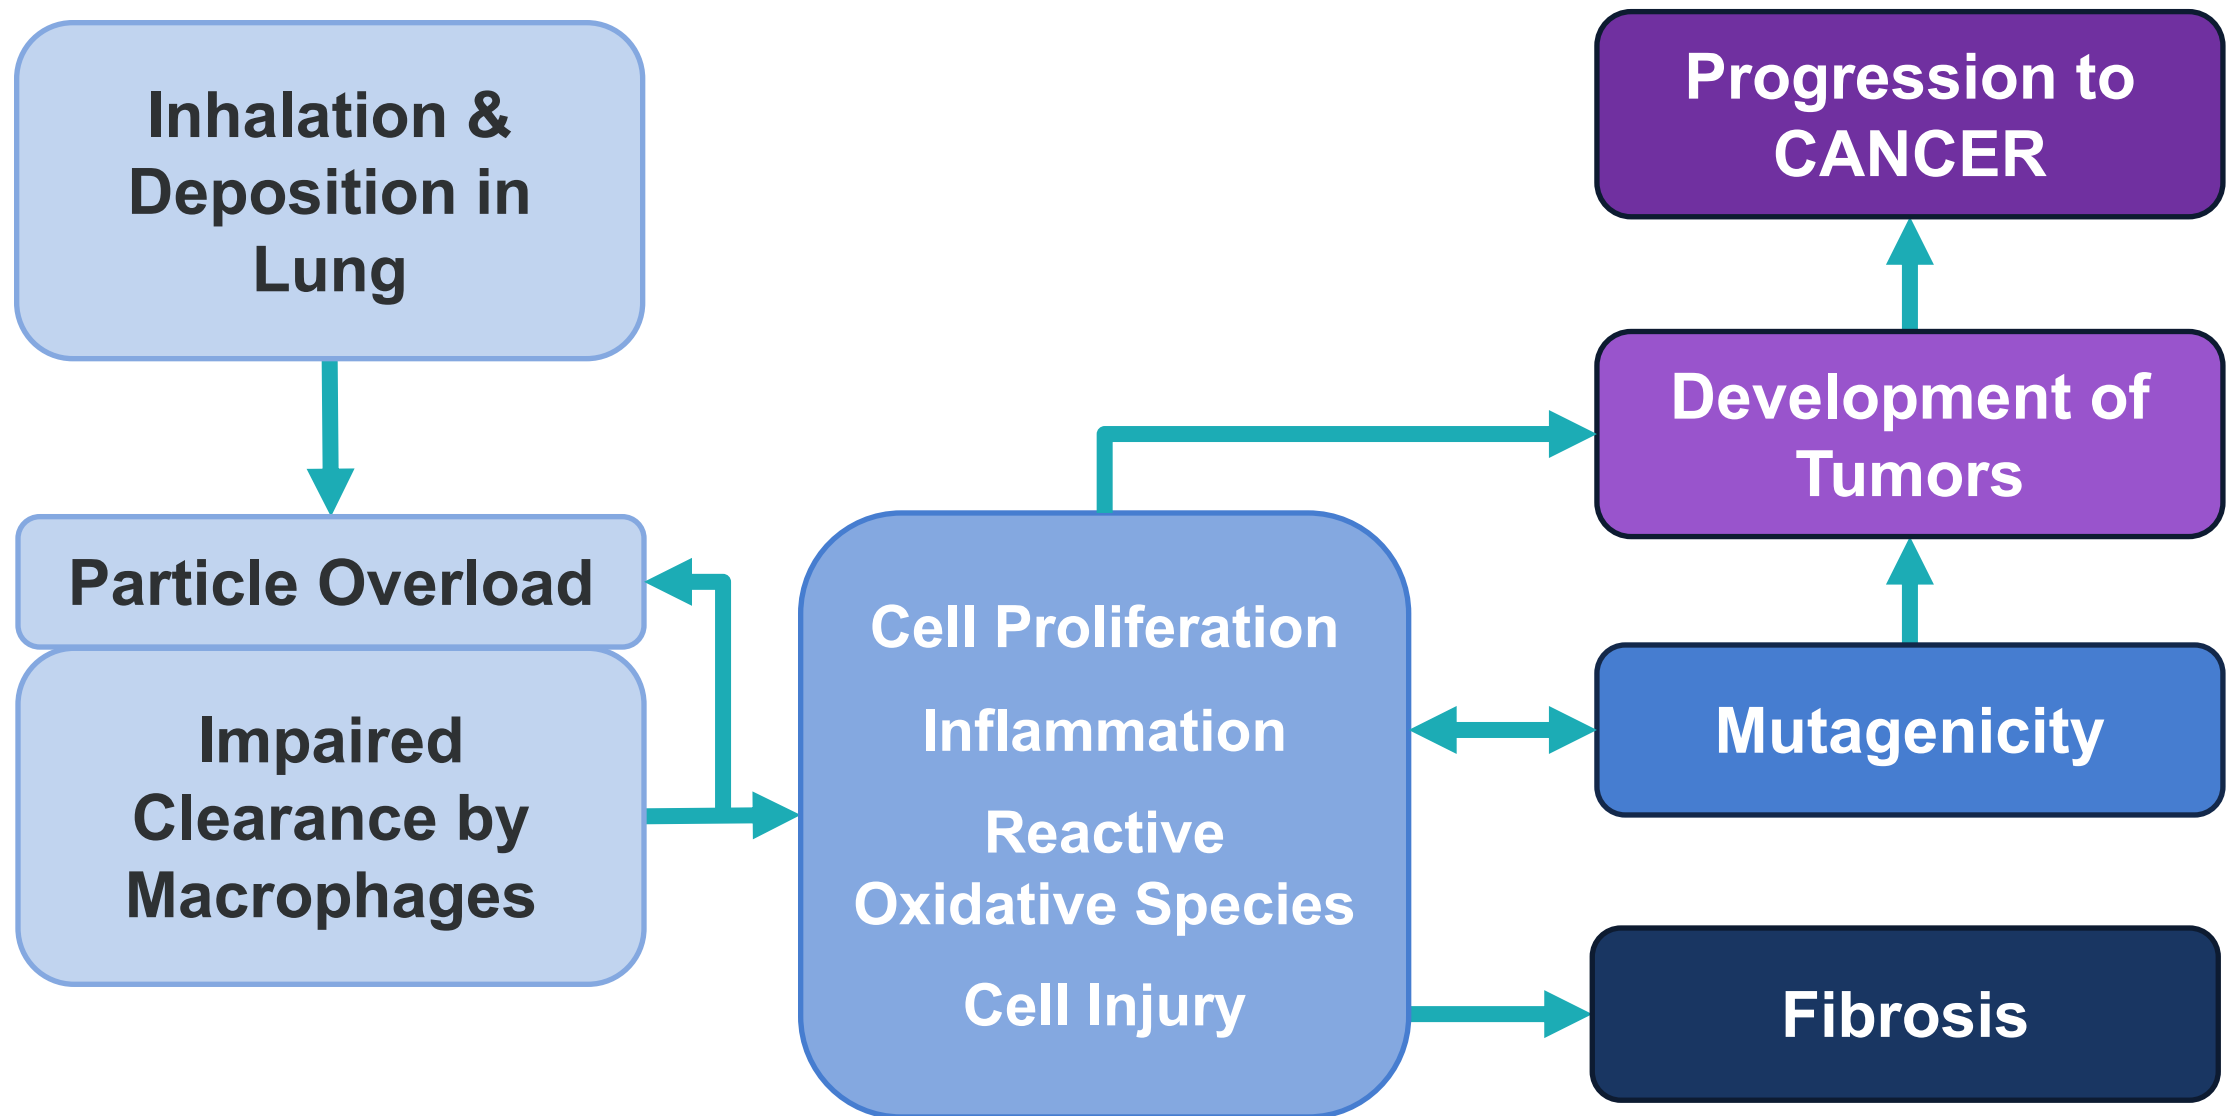 Inhalation &
Deposition in
Lung
Particle Overload
Impaired
Clearance by
Macrophages
Cell Proliferation
Inflammation
Reactive
Oxidative Species
Cell Injury
Progression to
CANCER
Development of
Tumors
Mutagenicity
Fibrosis